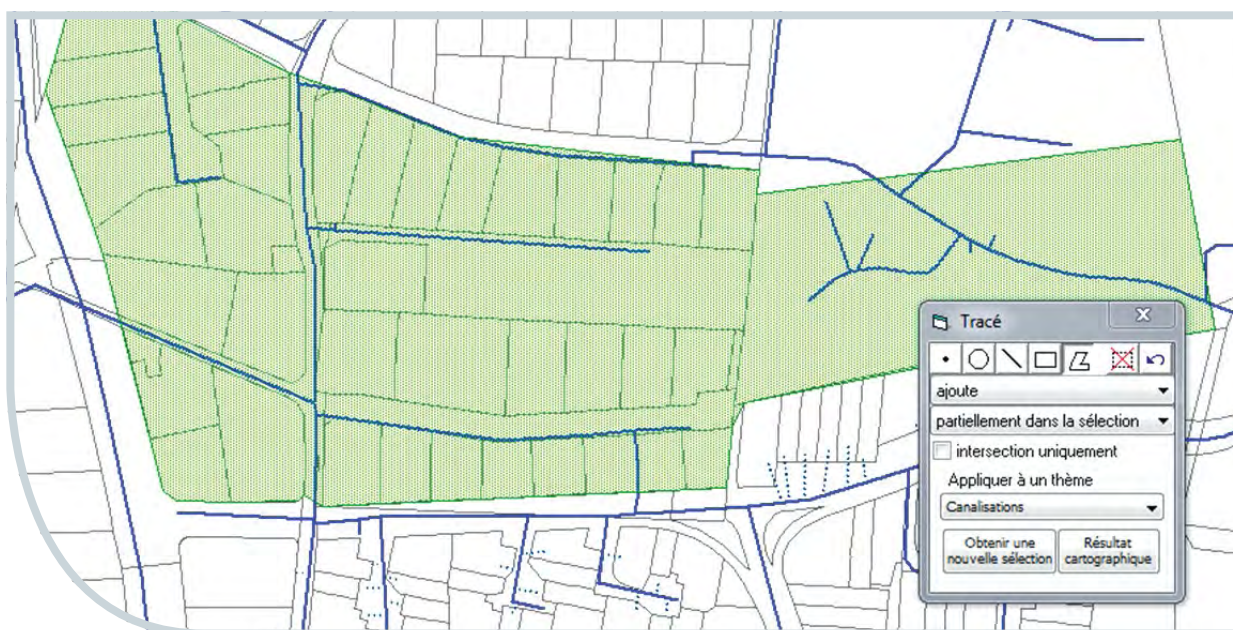 Tracé
ajoute
partiellement dans la sélection
intersection uniquement
Appliquer à un thème
Canalisations
Obtenir une
nouvelle sélection
Résultat
cartographique